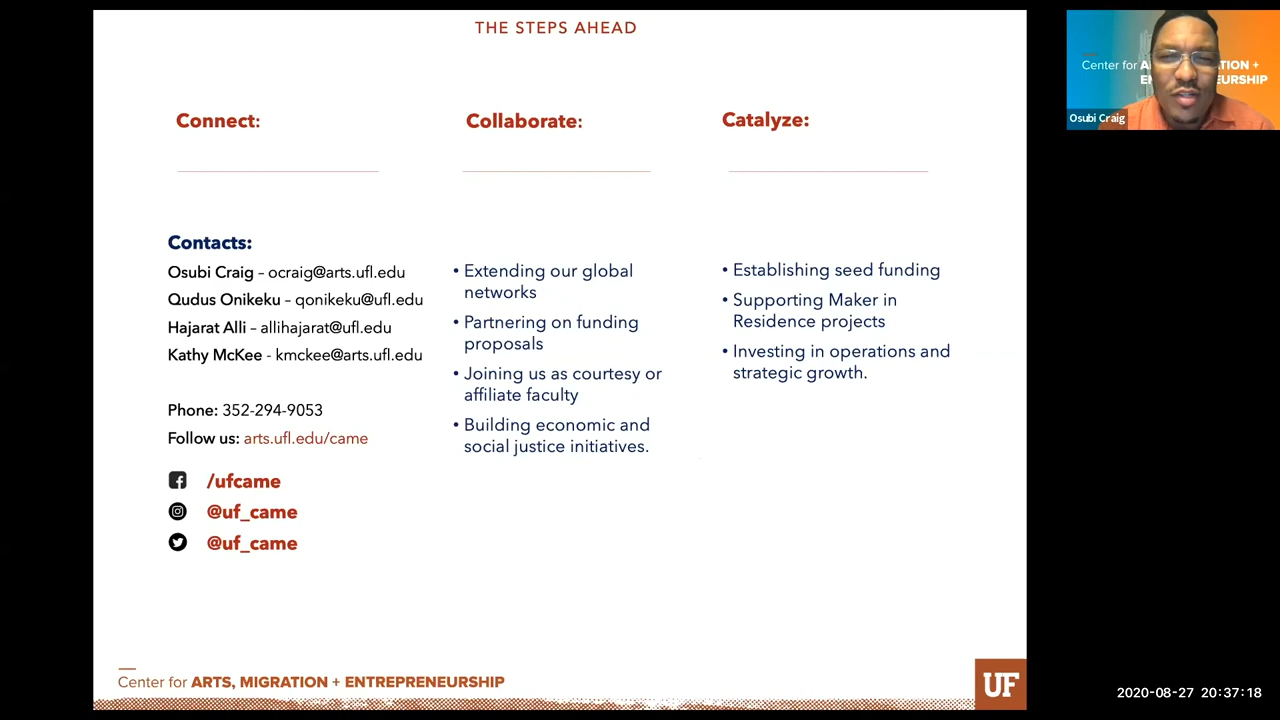 THE STEPS AHEAD
Connect:
Contacts:
Osubi Craig – ocraig@arts.ufl.edu
Qudus Onikeku – qonikeku@ufl.edu
Hajarat Alli – allihajarat@ufl.edu
Kathy McKee - kmckee@arts.ufl.edu
Phone: 352-294-9053
Follow us: arts.ufl.edu/came
/ufcame
@uf_came
@uf_came
Collaborate:
• Extending our global
networks
• Partnering on funding
proposals
• Joining us as courtesy or
affiliate faculty
• Building economic and
social justice initiatives.
Catalyze:
• Establishing seed funding
• Supporting Maker in
Residence projects
• Investing in operations and
strategic growth.
Center for ARTS, MIGRATION + ENTREPRENEURSHIP
UF
Center for A TION +
E EURSHIP
Osubi Craig
2020-08-27 20:37:18